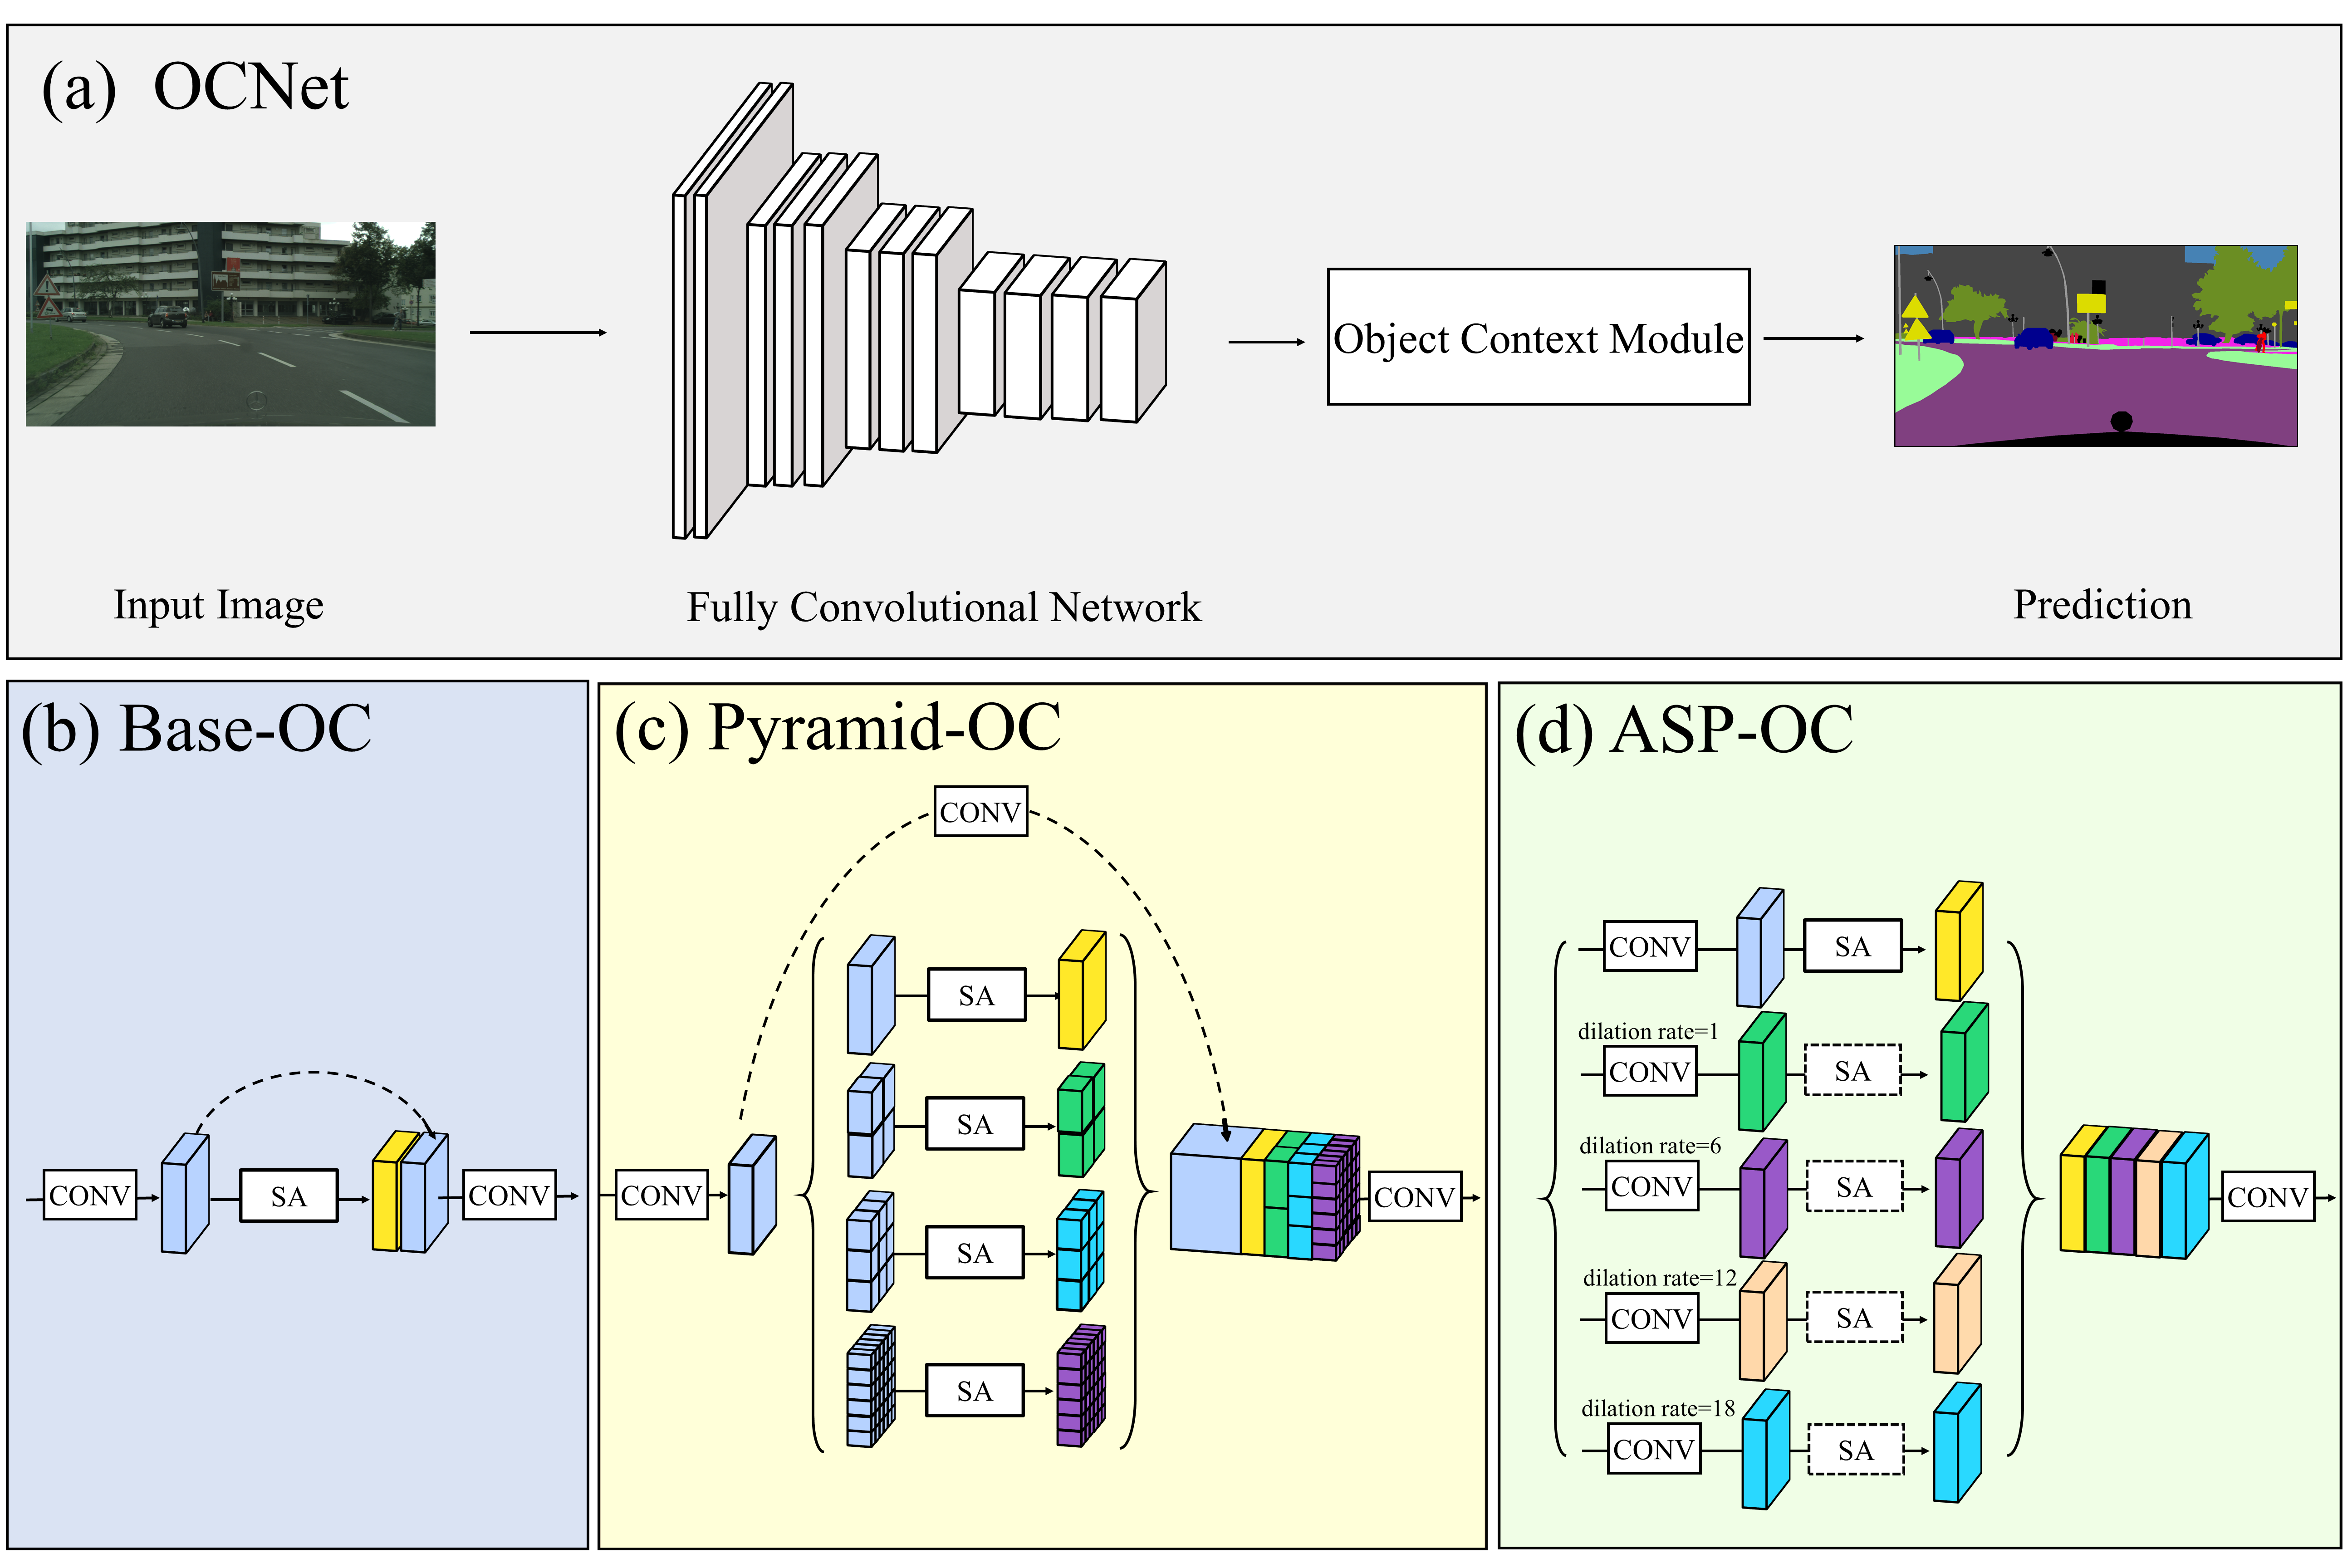 (a) OCNet
Object Context Module
Input Image
Fully Convolutional Network
Prediction
(b) Base-OC
CONV
SA
CONV
(c) Pyramid-OC
CONV
CONV
SA
SA
SA
SA
CONV
(d) ASP-OC
CONV
SA
dilation rate=1
CONV
SA
dilation rate=6
CONV
SA
dilation rate=12
CONV
SA
dilation rate=18
CONV
SA
CONV